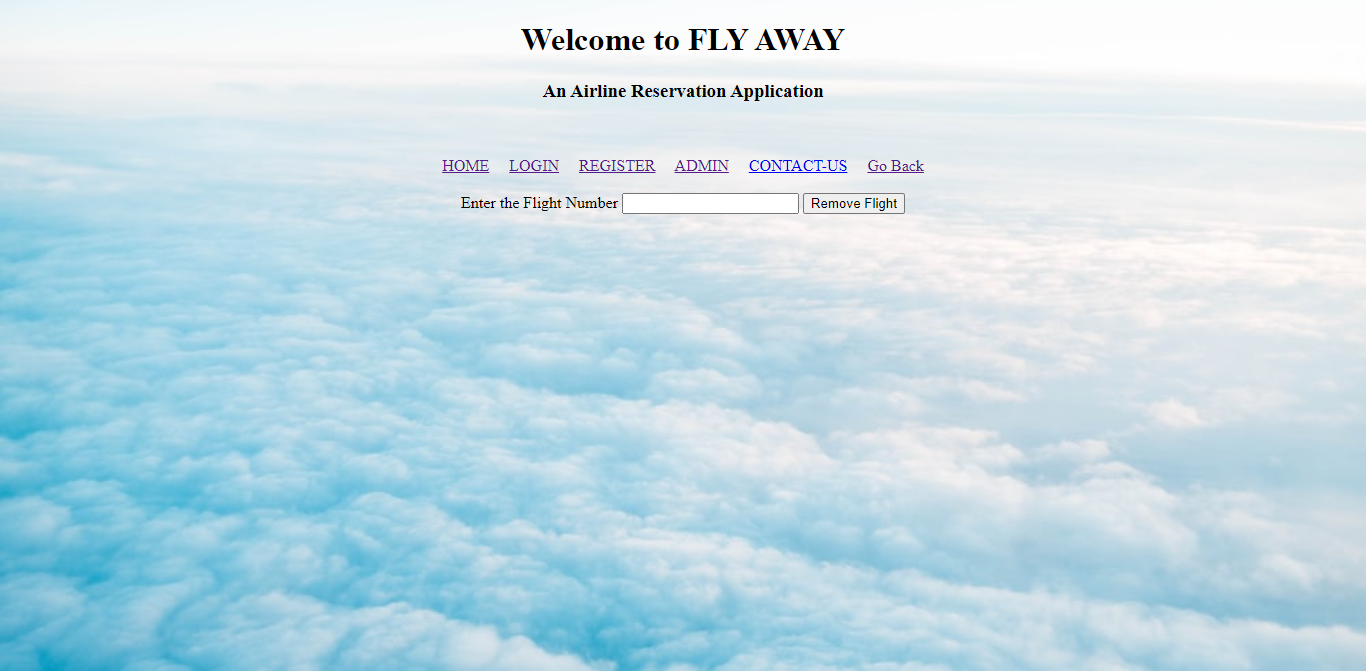 Welcome to FLY AWAY
An Airline Reservation Application
HOME LOGIN REGISTER ADMIN CONTACT-US Go Back
Enter the Flight Number Remove Flight